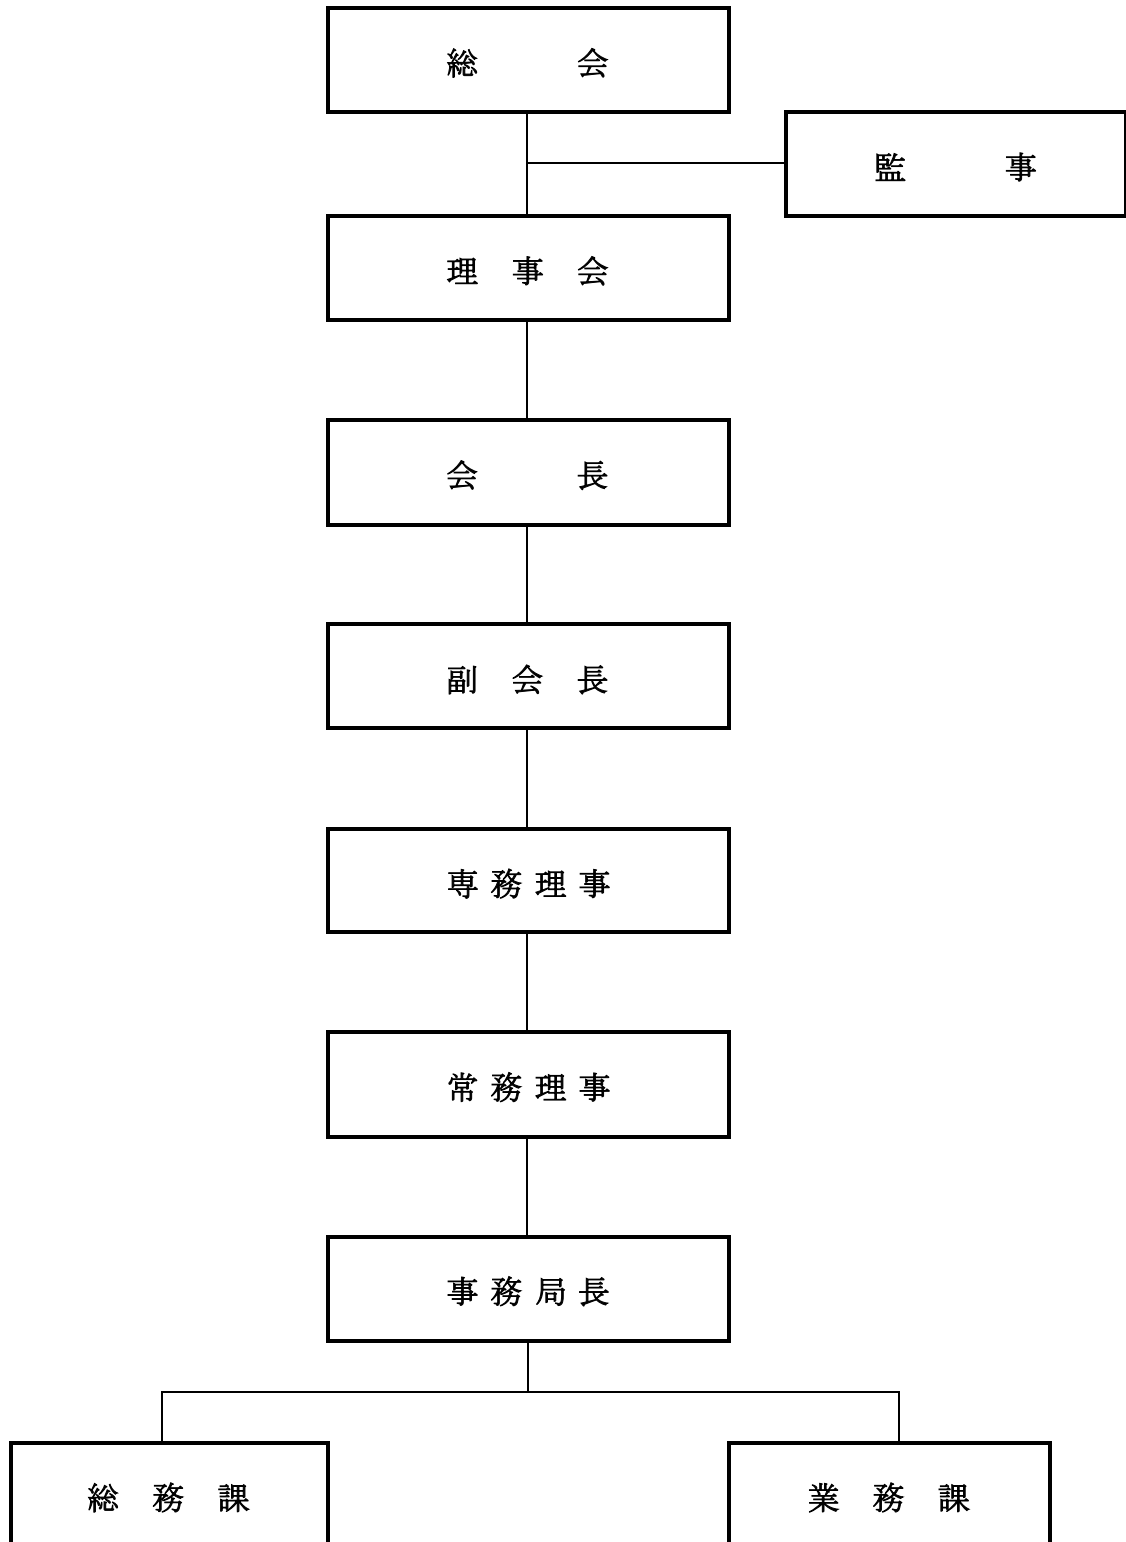 総　　　会
監　　　事
理　事　会
会　　　長
副　会　長
専 務 理 事
常 務 理 事
事 務 局 長
総　務　課
業　務　課